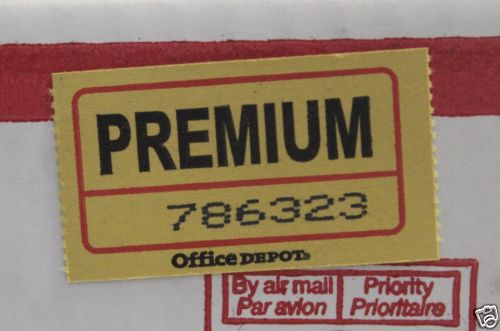 PREMIUM
786323
Office DEPOT®
By air mail Priority
Par avion Prioritaire